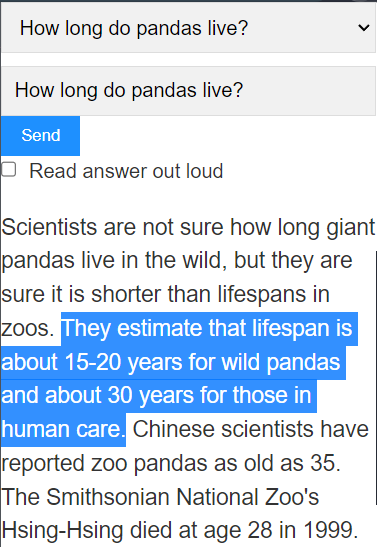 How long do pandas live?
How long do pandas live?
Send
Read answer out loud
Scientists are not sure how long giant
pandas live in the wild, but they are
sure it is shorter than lifespans in
zoos. They estimate that lifespan is
about 15-20 years for wild pandas
and about 30 years for those in
human care. Chinese scientists have
reported zoo pandas as old as 35.
The Smithsonian National Zoo's
Hsing-Hsing died at age 28 in 1999.